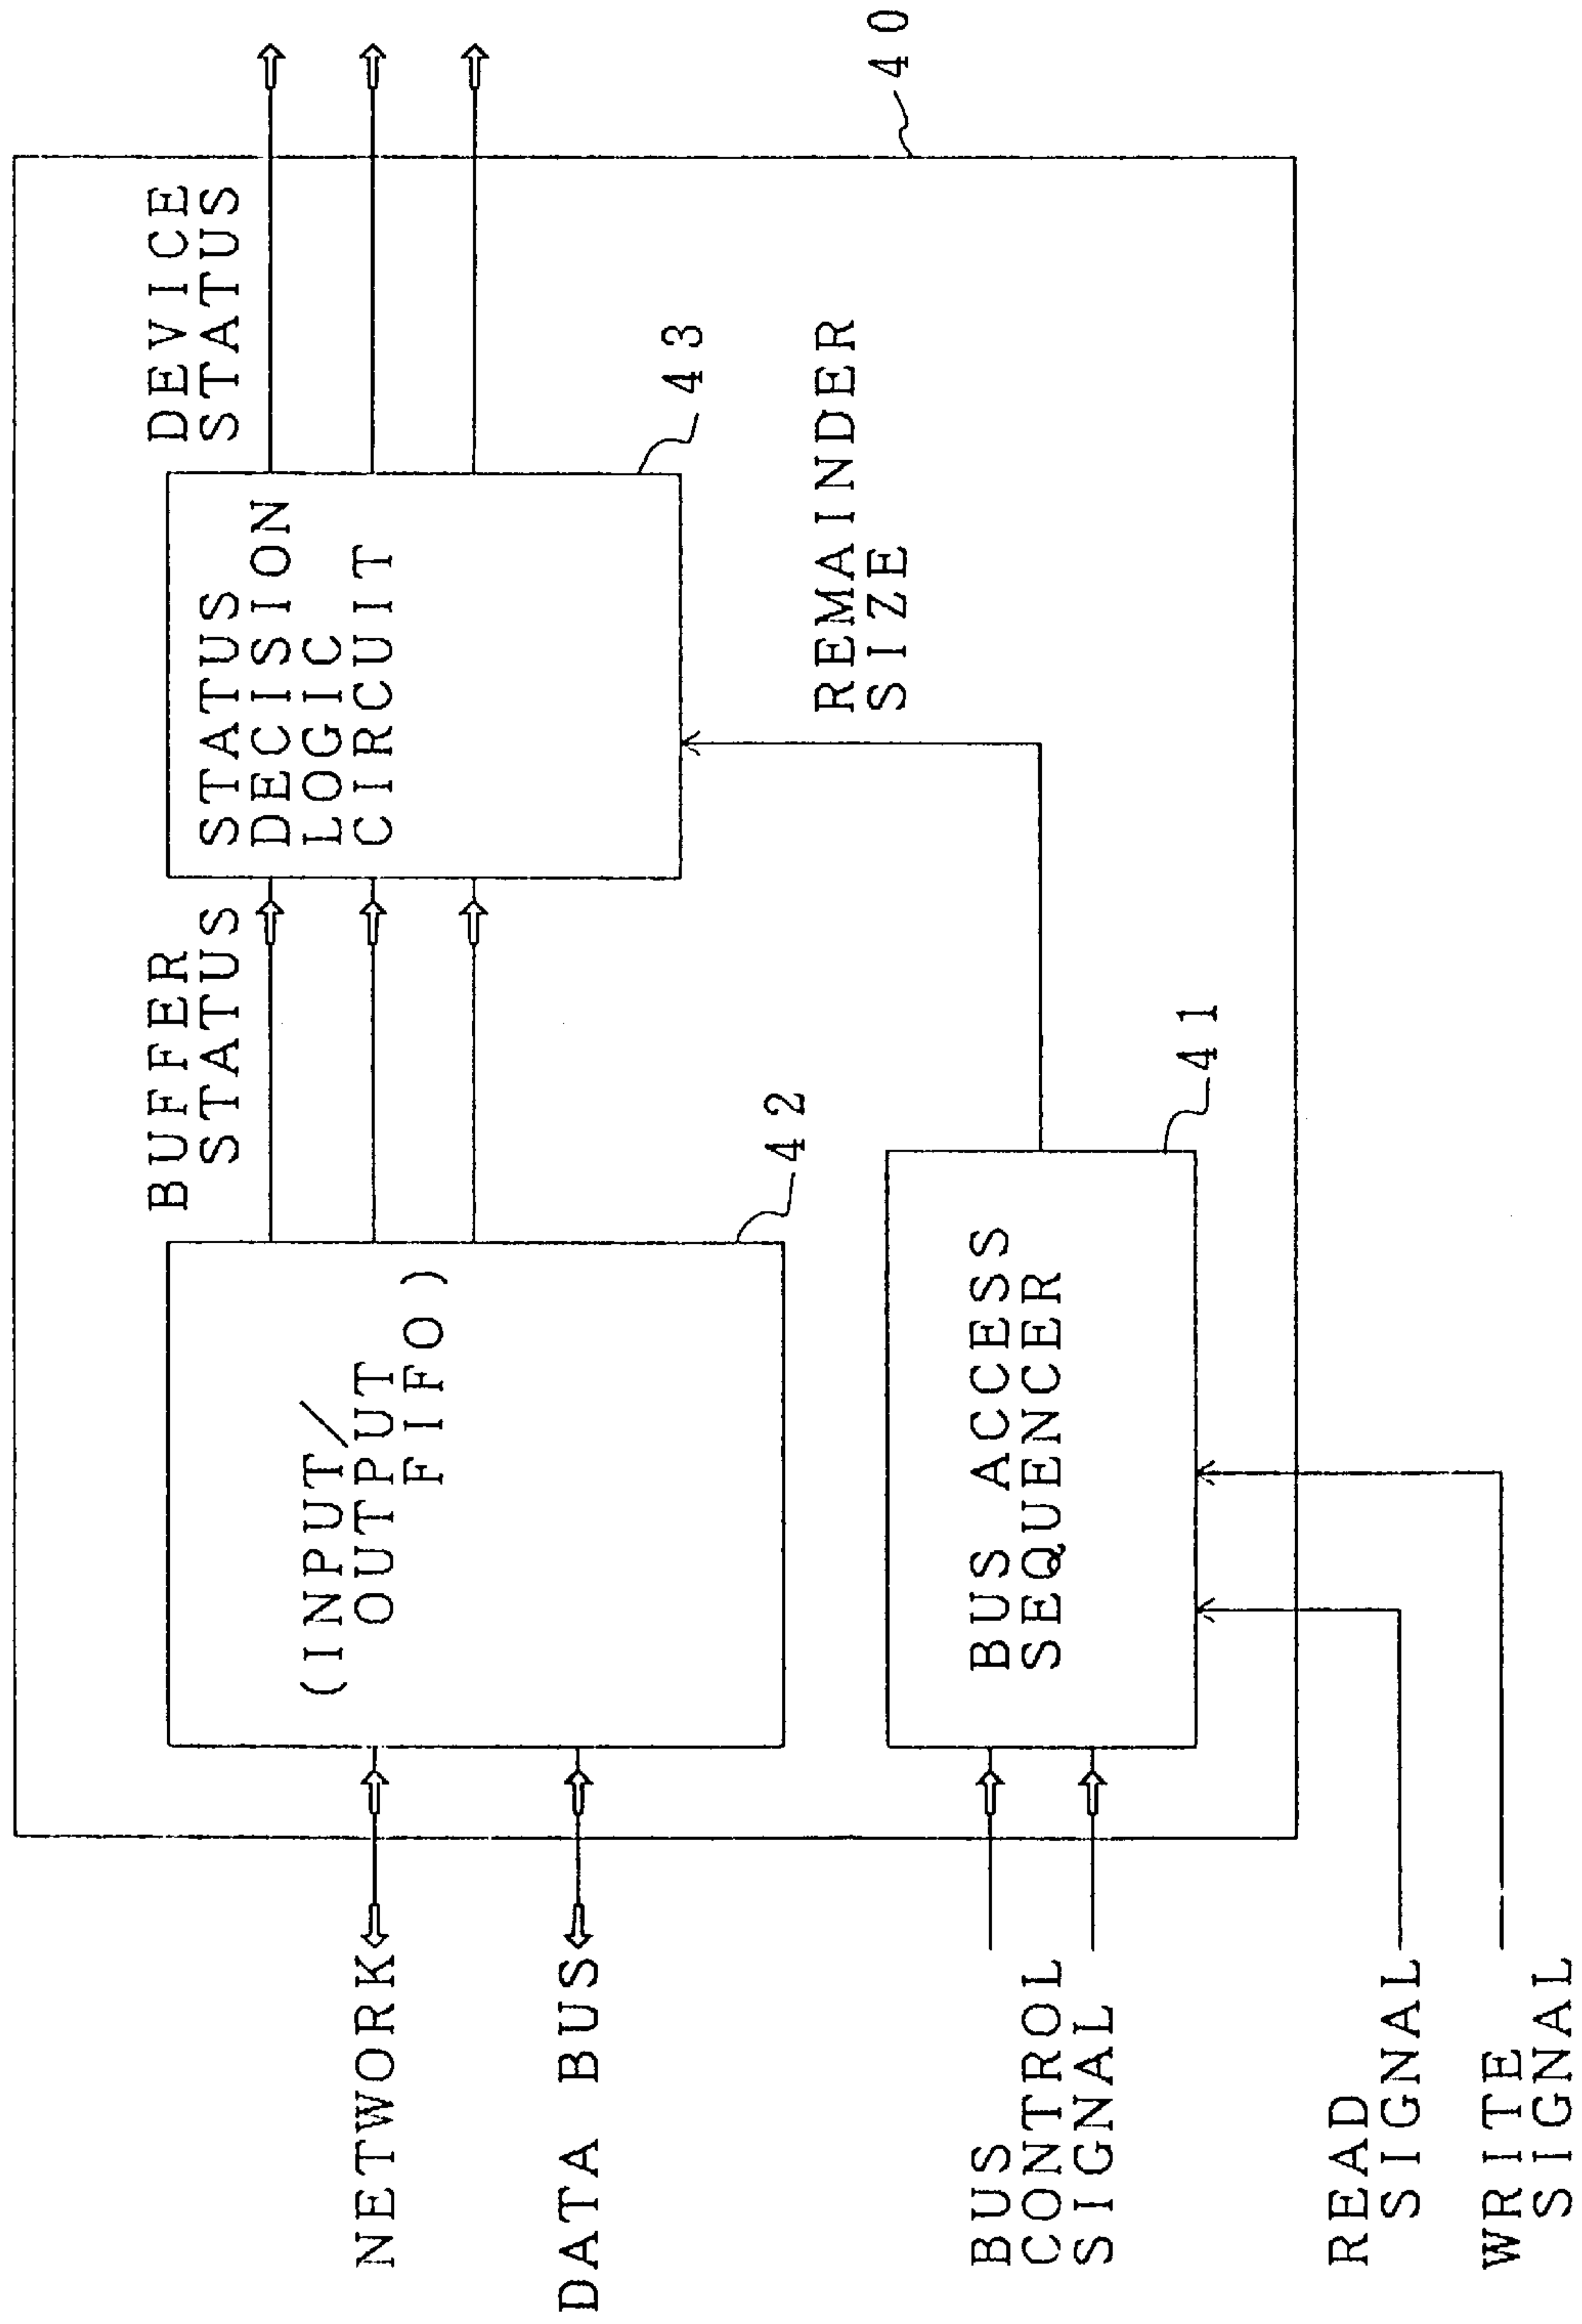 40
DEVICE
STATUS
BUFFER
STATUS
STATUS
DECISION
LOGIC
CIRCUIT
43
(INPUT/
OUTPUT
FIFO)
42
NETWORK
DATA BUS
REMAINDER
SIZE
BUS ACCESS
SEQUENCER
41
BUS
CONTROL
SIGNAL
READ
SIGNAL
WRITE
SIGNAL